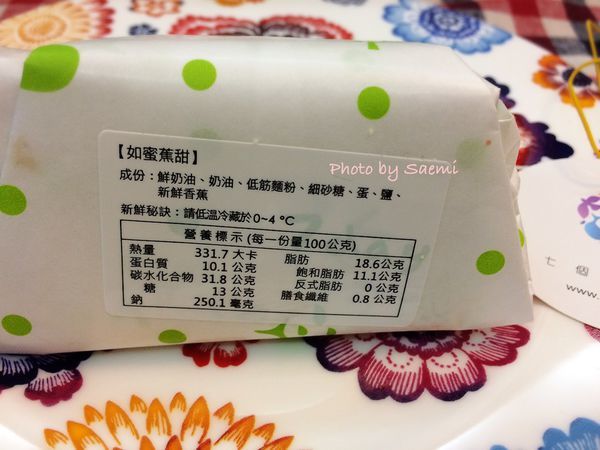 【如蜜蕉甜】
Photo by Saemi
成份：鮮奶油、奶油、低筋麵粉、細砂糖、蛋、鹽、
新鮮香蕉
新鮮秘訣：請低溫冷藏於0~4 °C
營養標示 (每一份量100公克)
熱量 331.7 大卡 脂肪 18.6公克
蛋白質 10.1 公克 飽和脂肪 11.1公克
碳水化合物 31.8 公克 反式脂肪 0 公克
糖 13 公克 膳食纖維 0.8 公克
鈉 250.1 毫克
七 個
www.